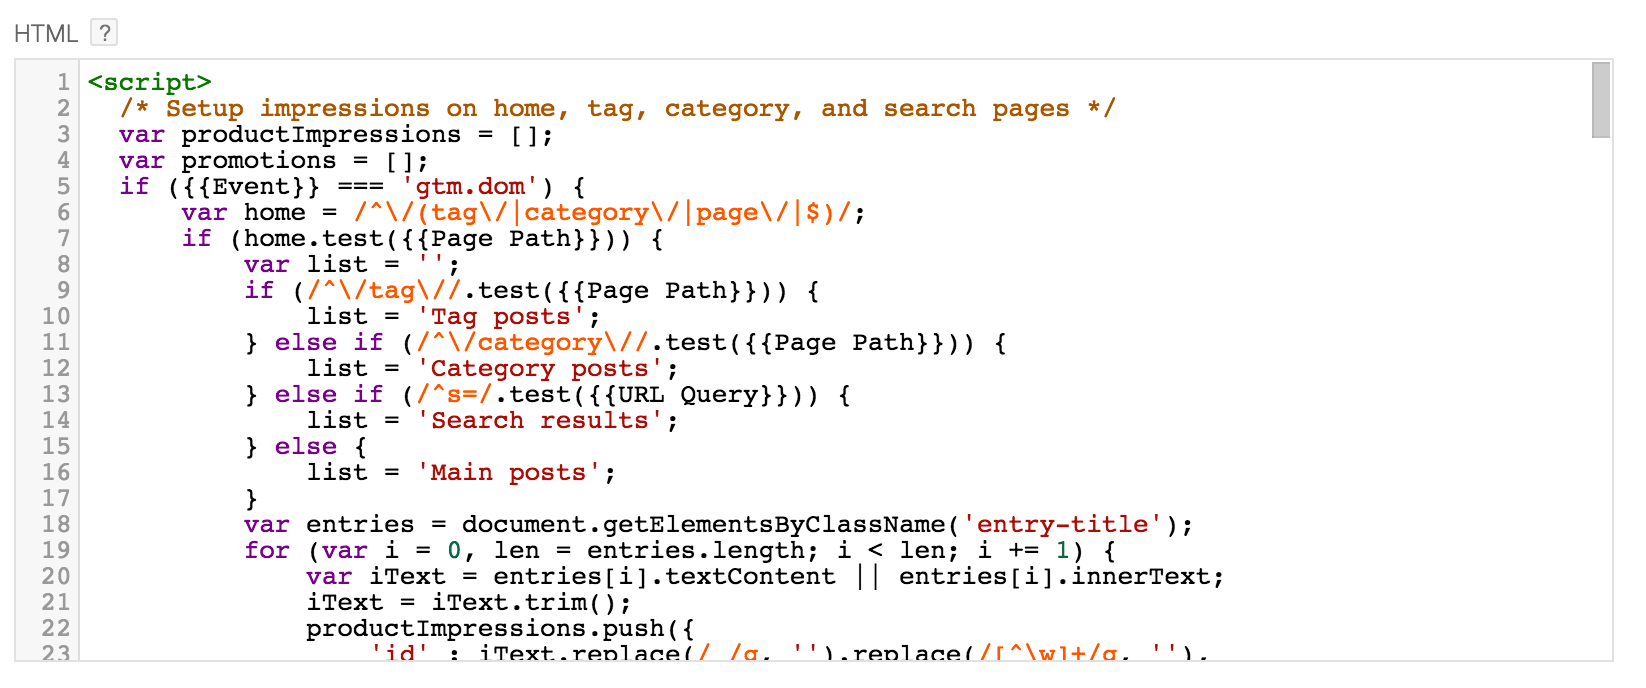 HTML ?
1 <script>
2   /* Setup impressions on home, tag, category, and search pages */
3   var productImpressions = [];
4   var promotions = [];
5   if ({{Event}} === 'gtm.dom') {
6       var home = /^\/(tag\/|category\/|page\/|$)/;
7       if (home.test({{Page Path}})) {
8           var list = '';
9           if (/^\/tag\//.test({{Page Path}})) {
10               list = 'Tag posts';
11           } else if (/^\/category\//.test({{Page Path}})) {
12               list = 'Category posts';
13           } else if (/^s=/.test({{URL Query}})) {
14               list = 'Search results';
15           } else {
16               list = 'Main posts';
17           }
18           var entries = document.getElementsByClassName('entry-title');
19           for (var i = 0, len = entries.length; i < len; i += 1) {
20               var iText = entries[i].textContent || entries[i].innerText;
21               iText = iText.trim();
22               productImpressions.push({
23                   'id' : iText.replace(/ /g, '').replace(/[^\w]+/g, ''),